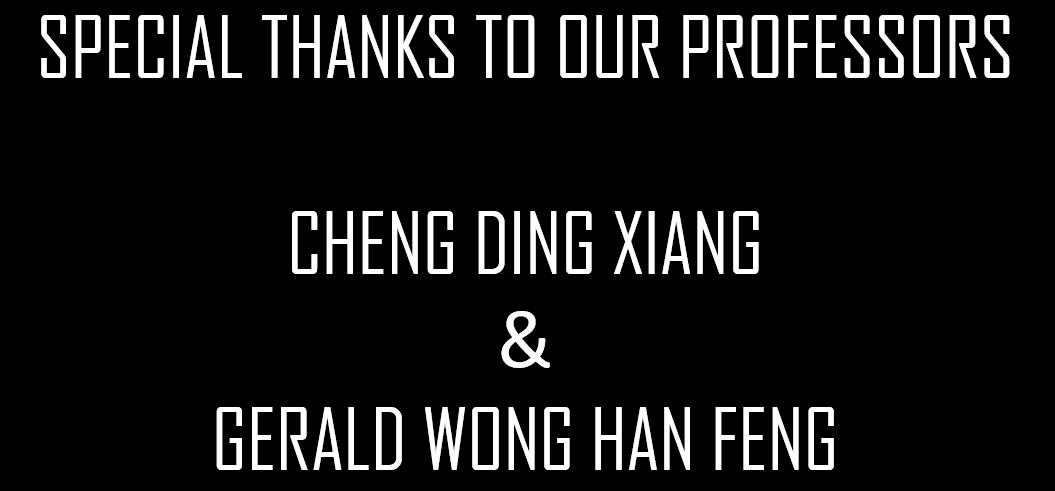 SPECIAL THANKS TO OUR PROFESSORS
CHENG DING XIANG
&
GERALD WONG HAN FENG